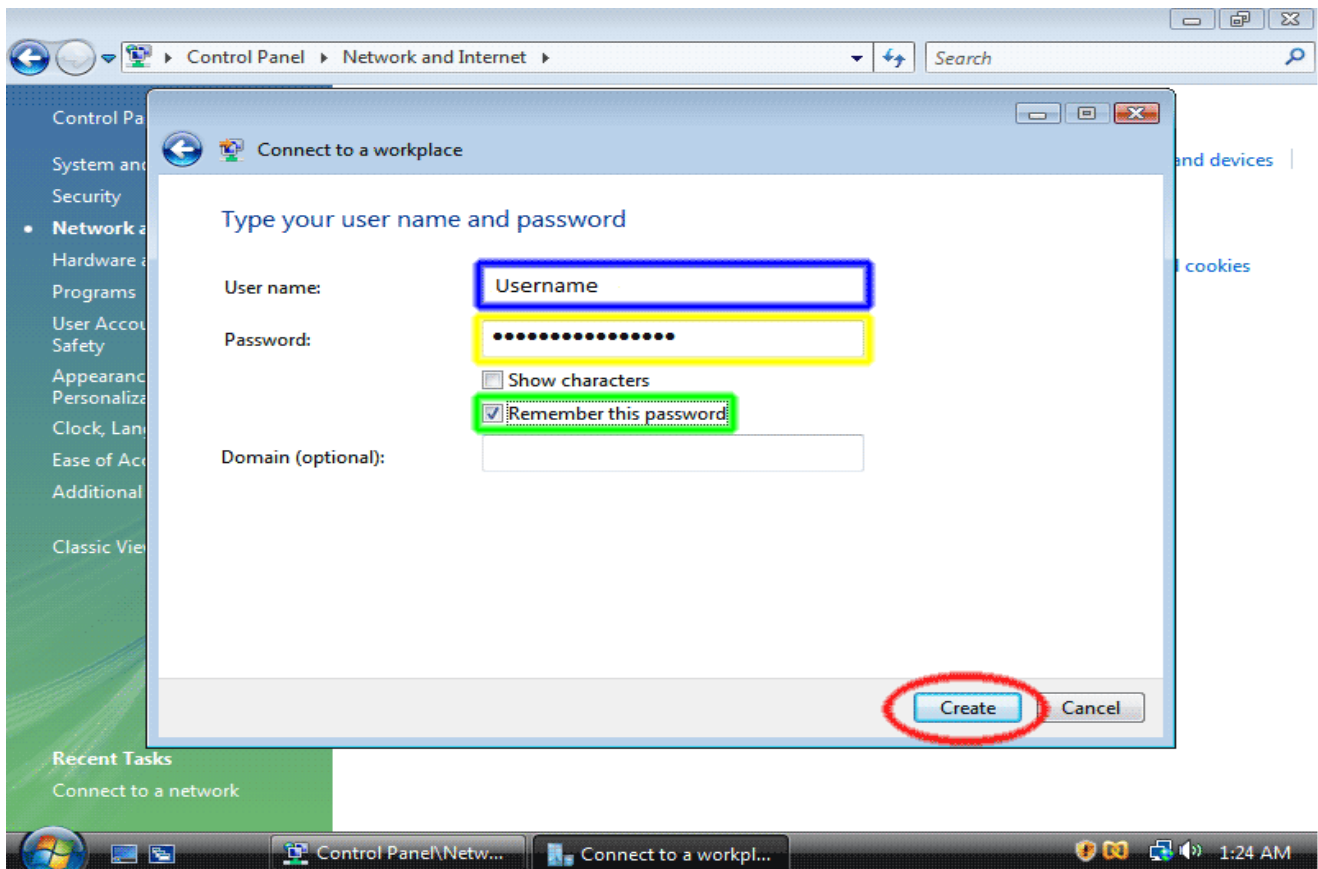 Control Panel Network and Internet
Search
Control Pa
System and
Security
Network a
Hardware a
Programs
User Accou
Safety
Appearanc
Personaliza
Clock, Lan
Ease of Acc
Additional
Classic Vie
Recent Tasks
Connect to a network
and devices
cookies
Connect to a workplace
Type your user name and password
User name: Username
Password: ••••••••••••••••
Show characters
Remember this password
Domain (optional):
Create Cancel
Control Panel\Netw... Connect to a workpl... 1:24 AM